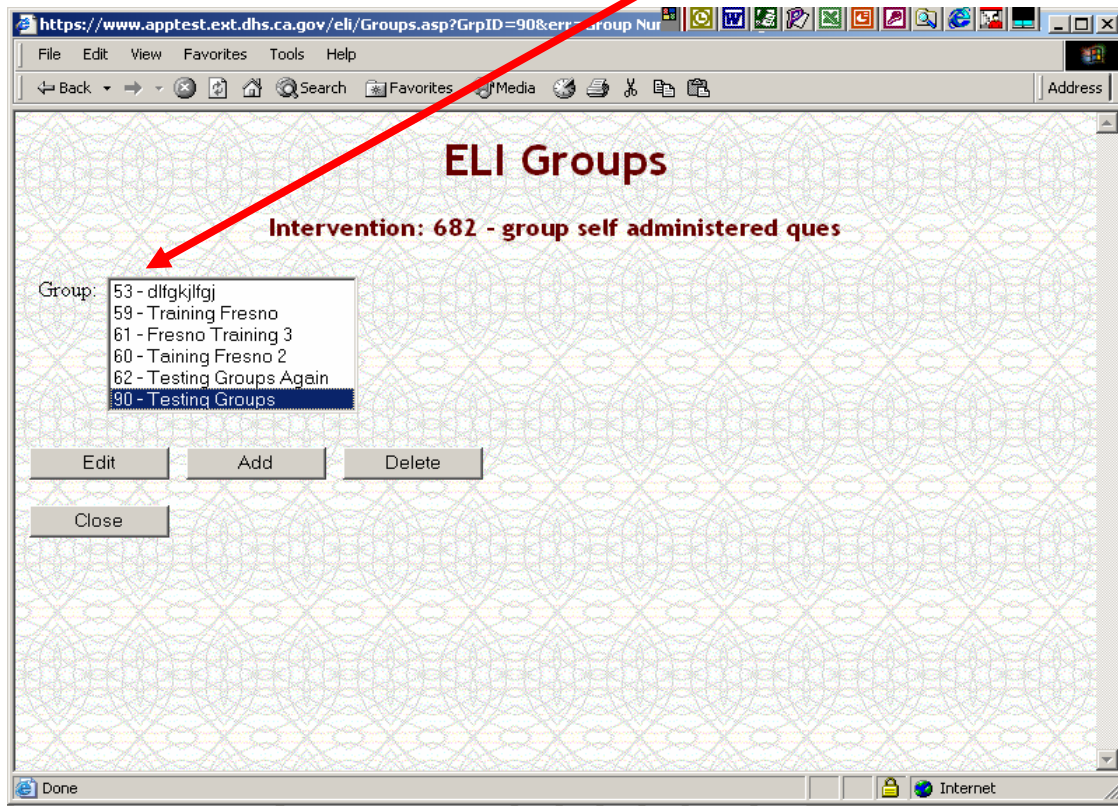 https://www.apptest.ext.dhs.ca.gov/eli/Groups.asp?GrpID=90&err=Group Nu
File Edit View Favorites Tools Help
Back Search Favorites Media Address
ELI Groups
Intervention: 682 - group self administered ques
Group:
53 - dlfgkjlfgj
59 - Training Fresno
61 - Fresno Training 3
60 - Taining Fresno 2
62 - Testing Groups Again
90 - Testing Groups
Edit Add Delete
Close
Done Internet